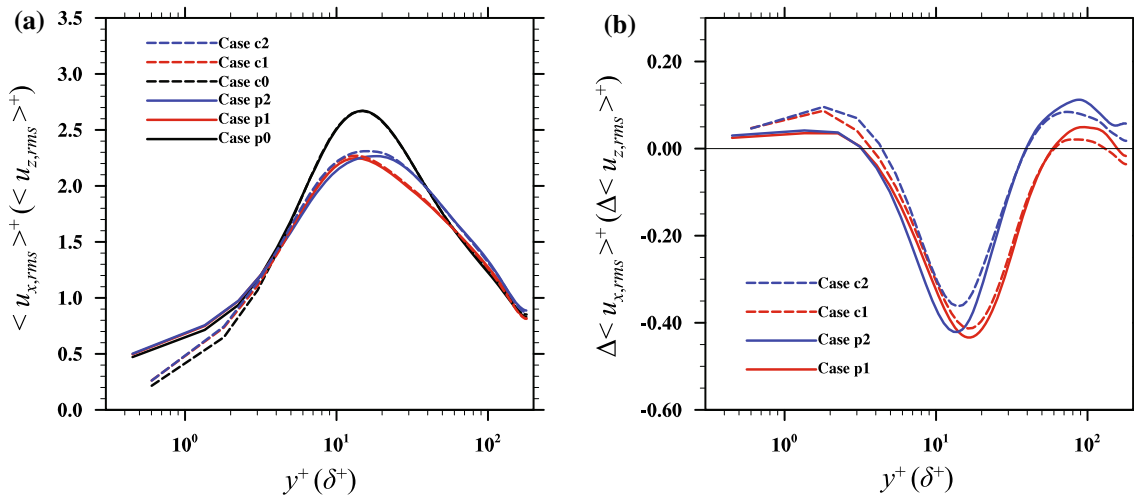 (a)
< u_{x,rms} >^+ (< u_{z,rms} >^+)
3.5
3.0
2.5
2.0
1.5
1.0
0.5
0.0
Case c2
Case c1
Case c0
Case p2
Case p1
Case p0
10^0
10^1
10^2
y^+ (δ^+)
(b)
Δ< u_{x,rms} >^+ (Δ< u_{z,rms} >^+)
0.20
0.00
-0.20
-0.40
-0.60
Case c2
Case c1
Case p2
Case p1
10^0
10^1
10^2
y^+ (δ^+)